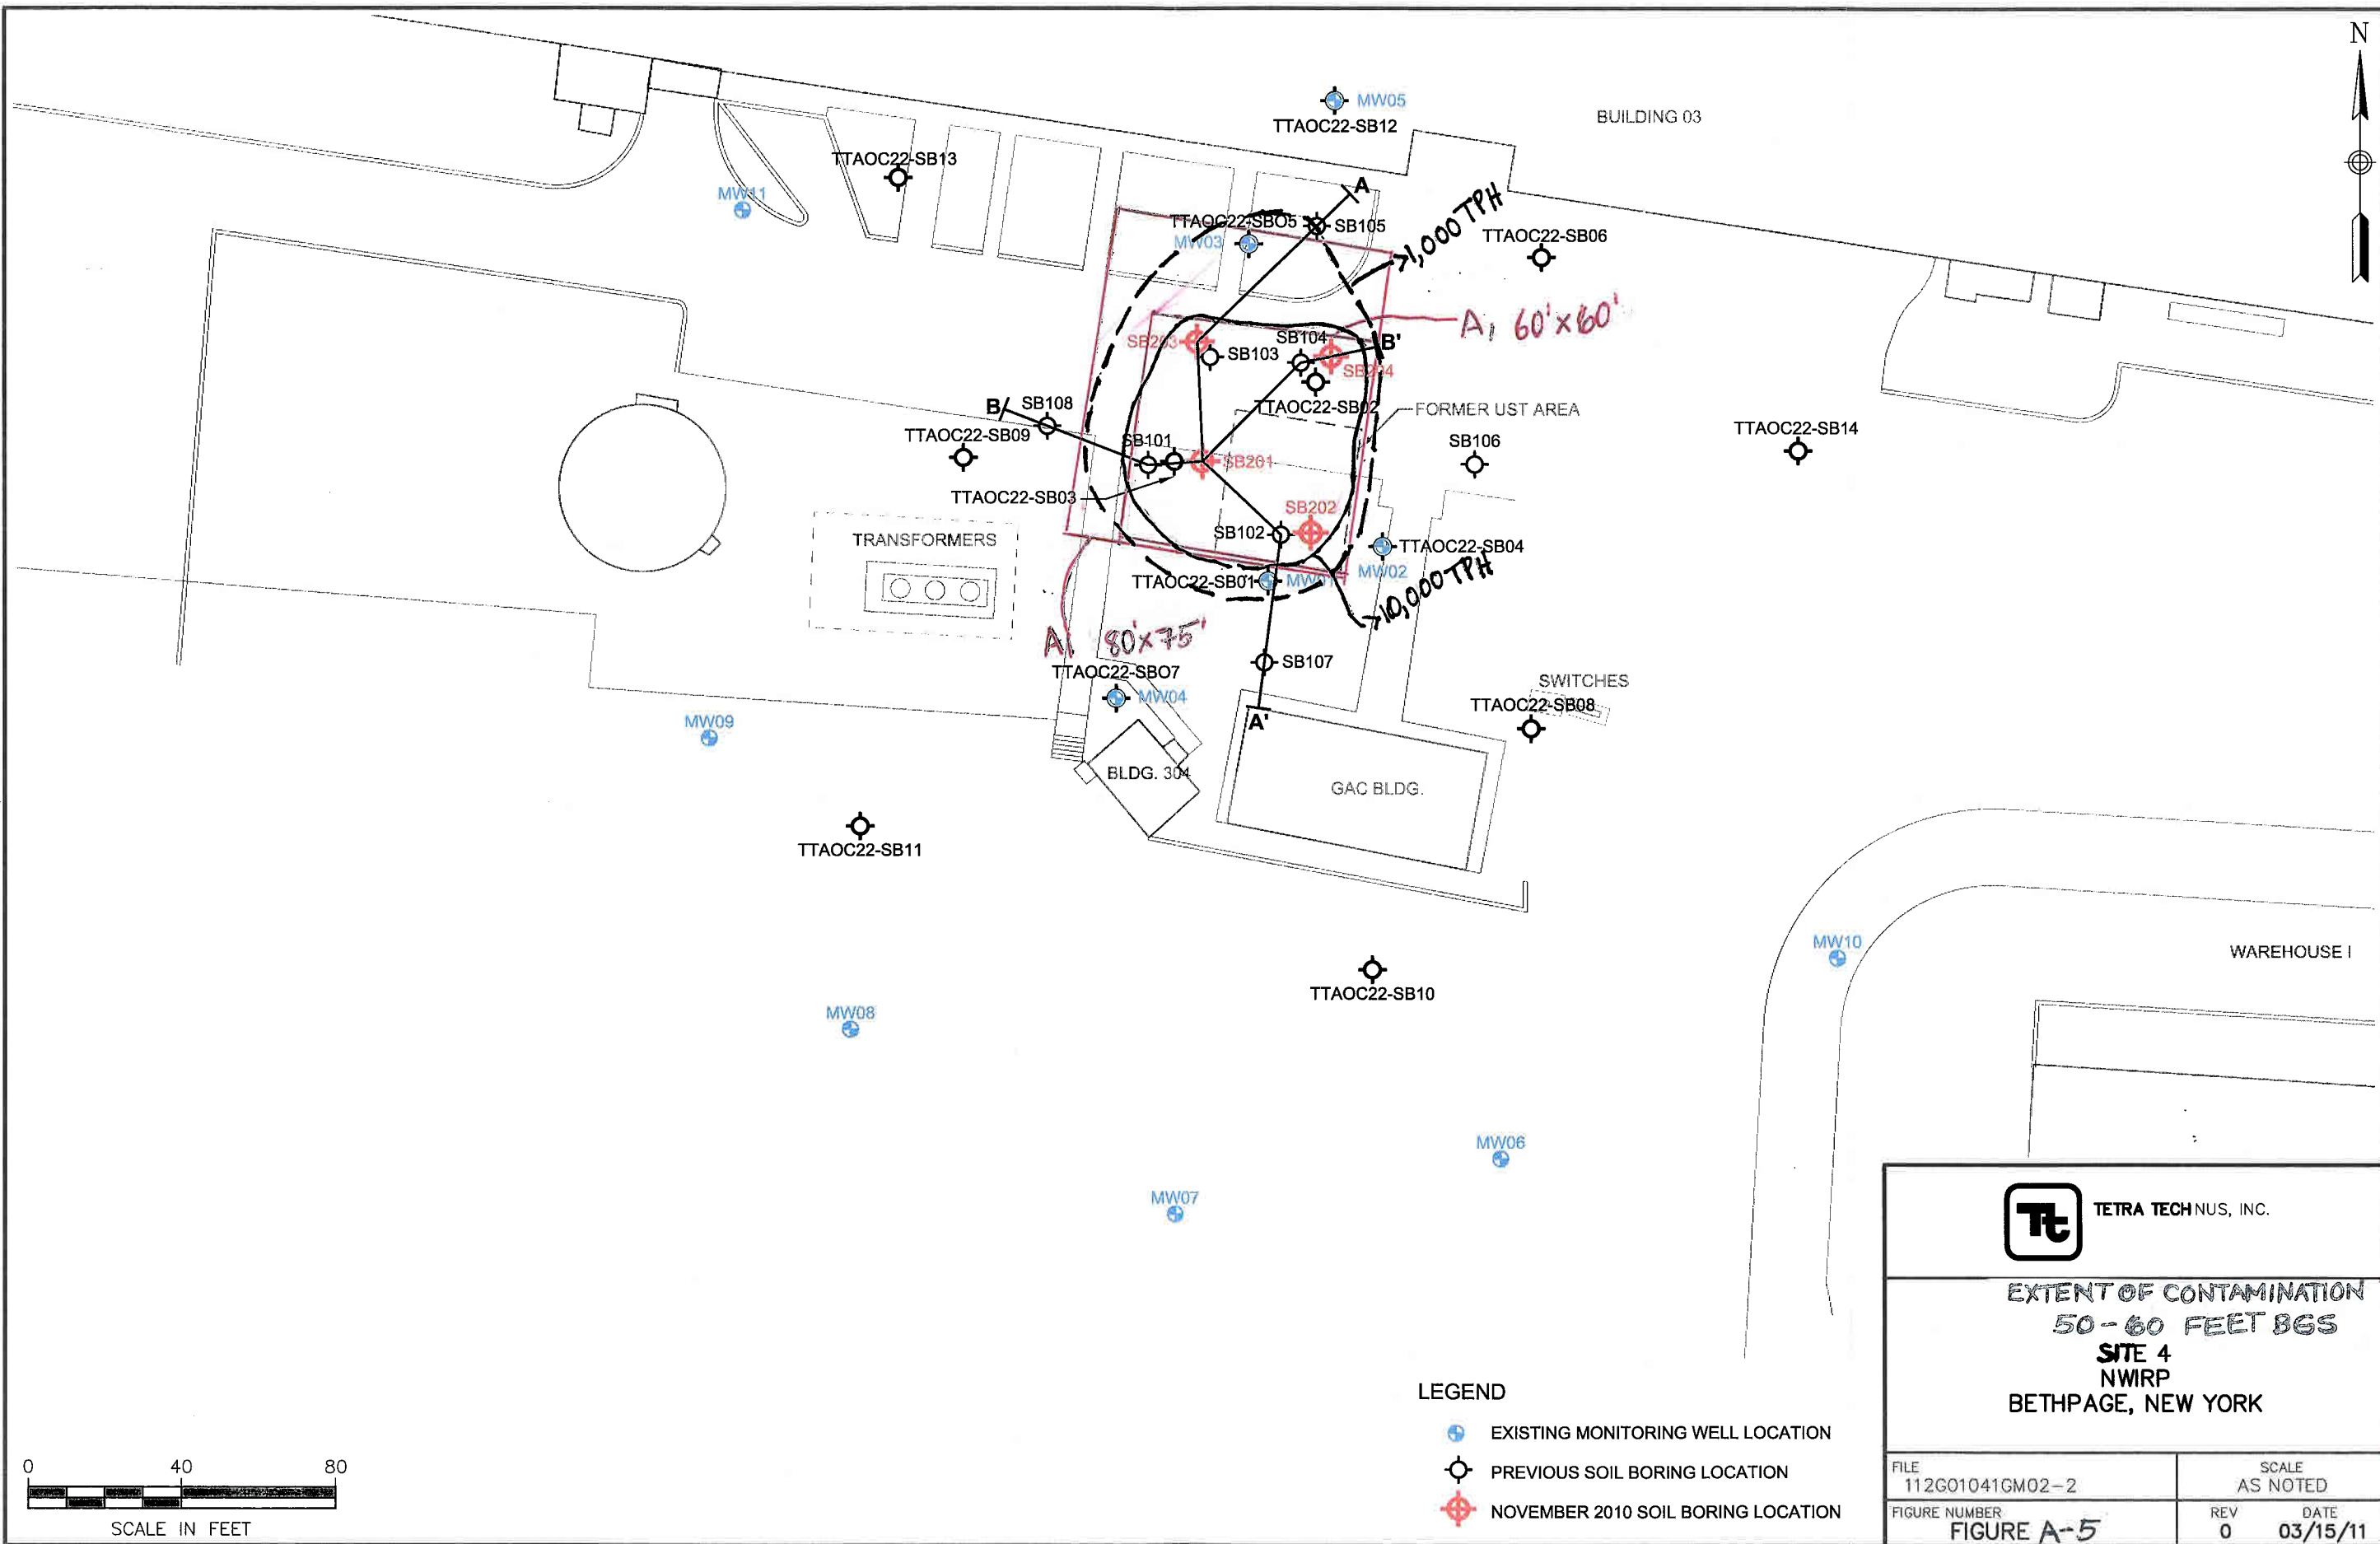 N
MW05
TTAOC22-SB12
BUILDING 03
TTAOC22-SB13
MW11
A
TTAOC22-SBO5
SB105
MW03
>1,000 TPH
TTAOC22-SB06
A, 60'x60'
SB203
SB103
SB104
B'
SB204
TTAOC22-SB02
FORMER UST AREA
B
SB108
TTAOC22-SB09
SB101
SB201
SB106
TTAOC22-SB14
TTAOC22-SB03
SB202
SB102
TRANSFORMERS
TTAOC22-SB04
TTAOC22-SB01
MW01
MW02
>10,000 TPH
A, 80'x75'
SB107
TTAOC22-SBO7
MW04
SWITCHES
TTAOC22-SB08
A'
MW09
BLDG. 304
GAC BLDG.
TTAOC22-SB11
MW10
WAREHOUSE I
TTAOC22-SB10
MW08
MW06
MW07
Tt
TETRA TECH NUS, INC.
EXTENT OF CONTAMINATION
50-60 FEET BGS
SITE 4
NWIRP
BETHPAGE, NEW YORK
LEGEND
EXISTING MONITORING WELL LOCATION
PREVIOUS SOIL BORING LOCATION
NOVEMBER 2010 SOIL BORING LOCATION
0 40 80
SCALE IN FEET
FILE
112G01041GM02-2
SCALE
AS NOTED
FIGURE NUMBER
FIGURE A-5
REV
0
DATE
03/15/11